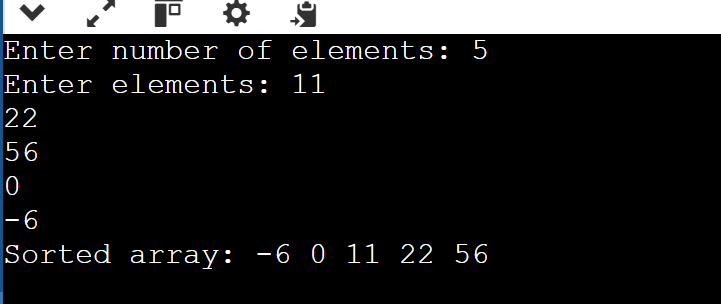 Enter number of elements: 5
Enter elements: 11
22
56
0
-6
Sorted array: -6 0 11 22 56